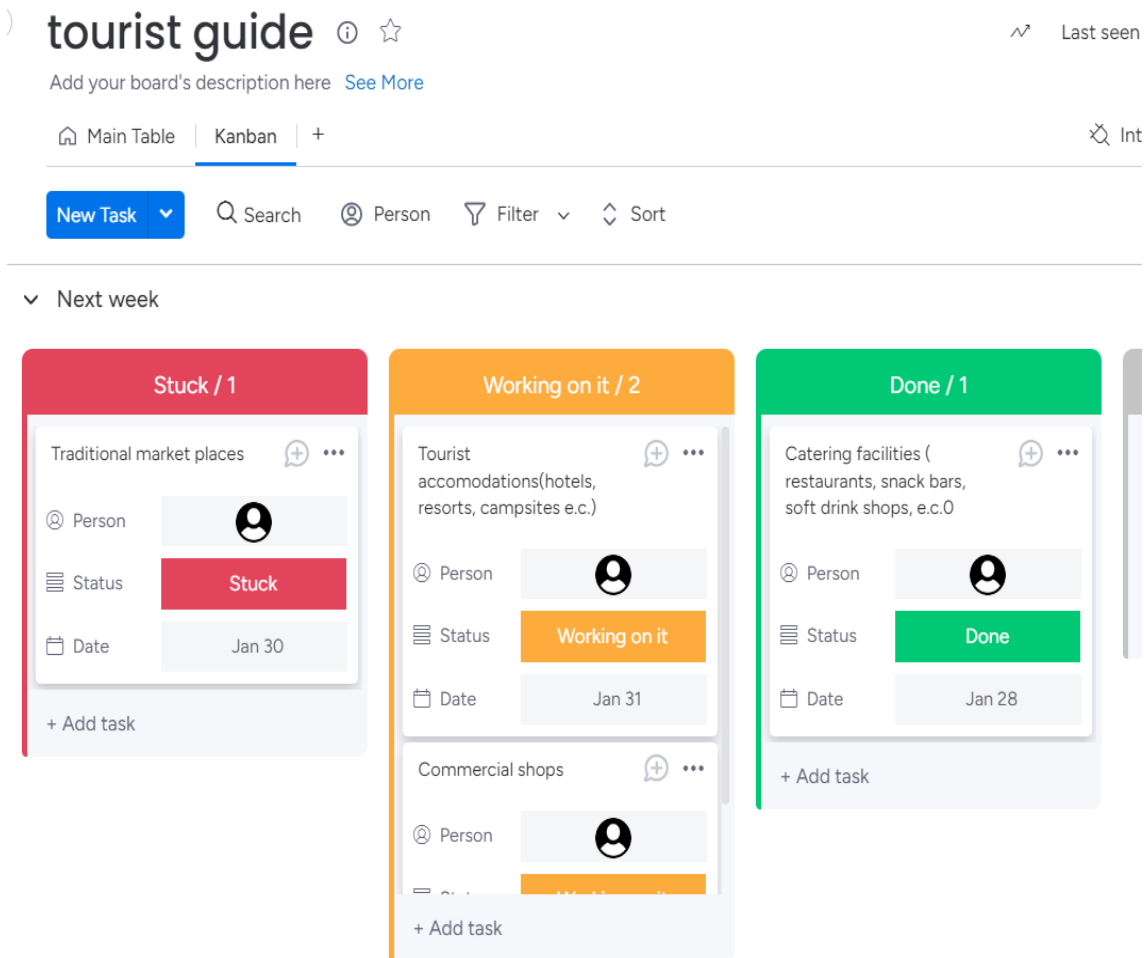 tourist guide
Last seen
Add your board's description here See More
Main Table Kanban +
Int
New Task Search Person Filter Sort
Next week
Stuck / 1
Traditional market places
Person
Status Stuck
Date Jan 30
+ Add task
Working on it / 2
Tourist
accomodations(hotels,
resorts, campsites e.c.)
Person
Status Working on it
Date Jan 31
Commercial shops
Person
+ Add task
Done / 1
Catering facilities (
restaurants, snack bars,
soft drink shops, e.c.0
Person
Status Done
Date Jan 28
+ Add task